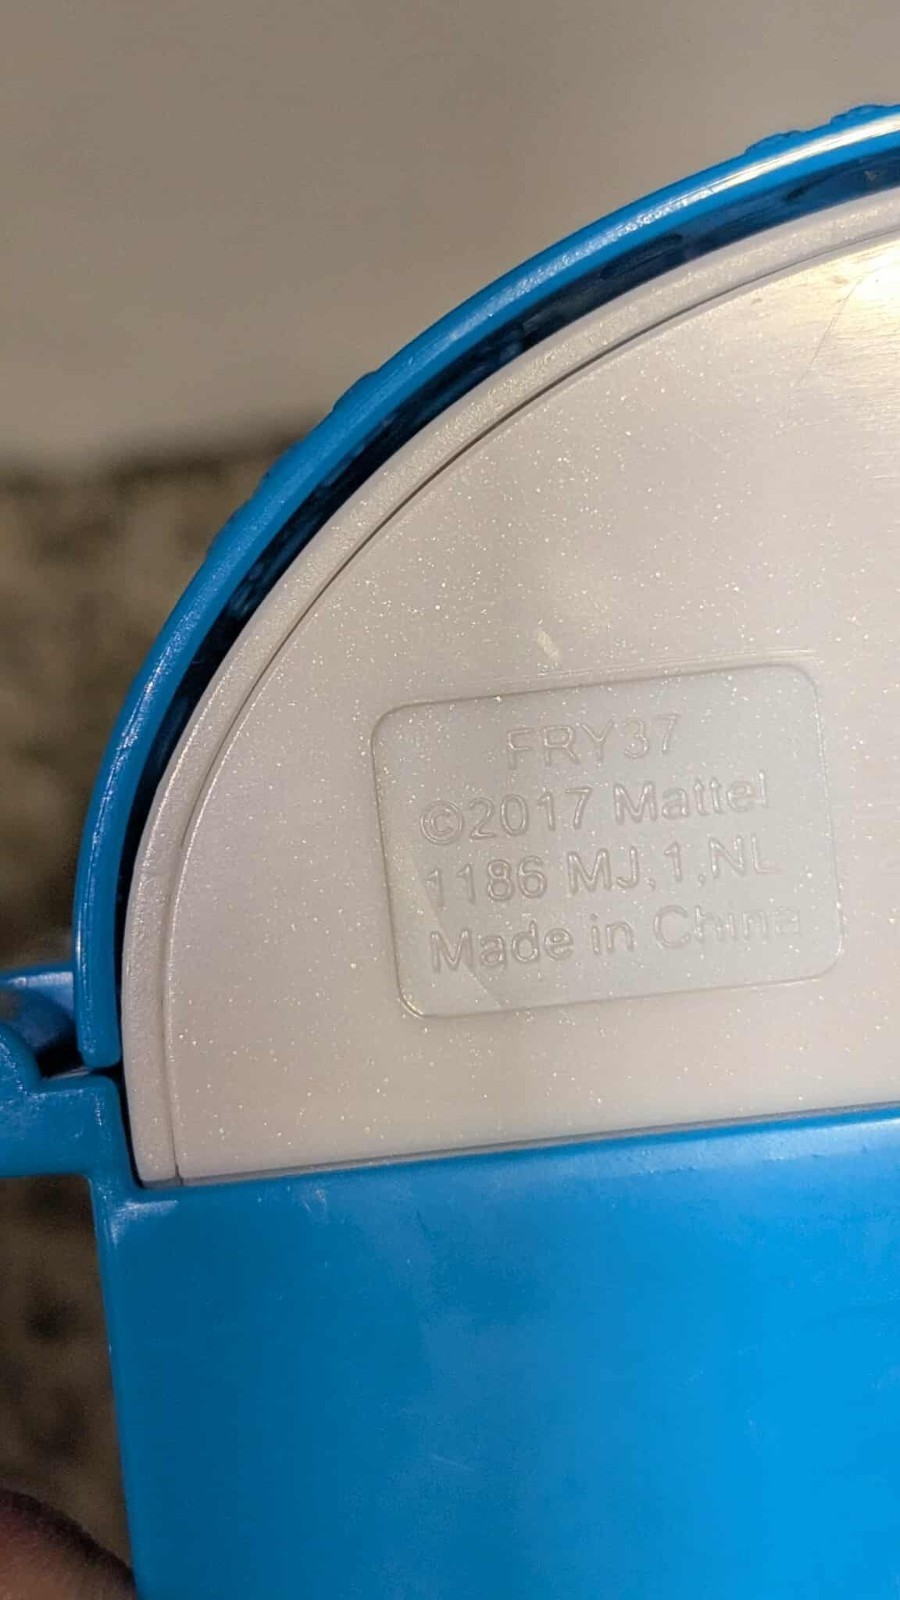 FRY37
©2017 Mattel
1186 MJ,1,NL
Made in China